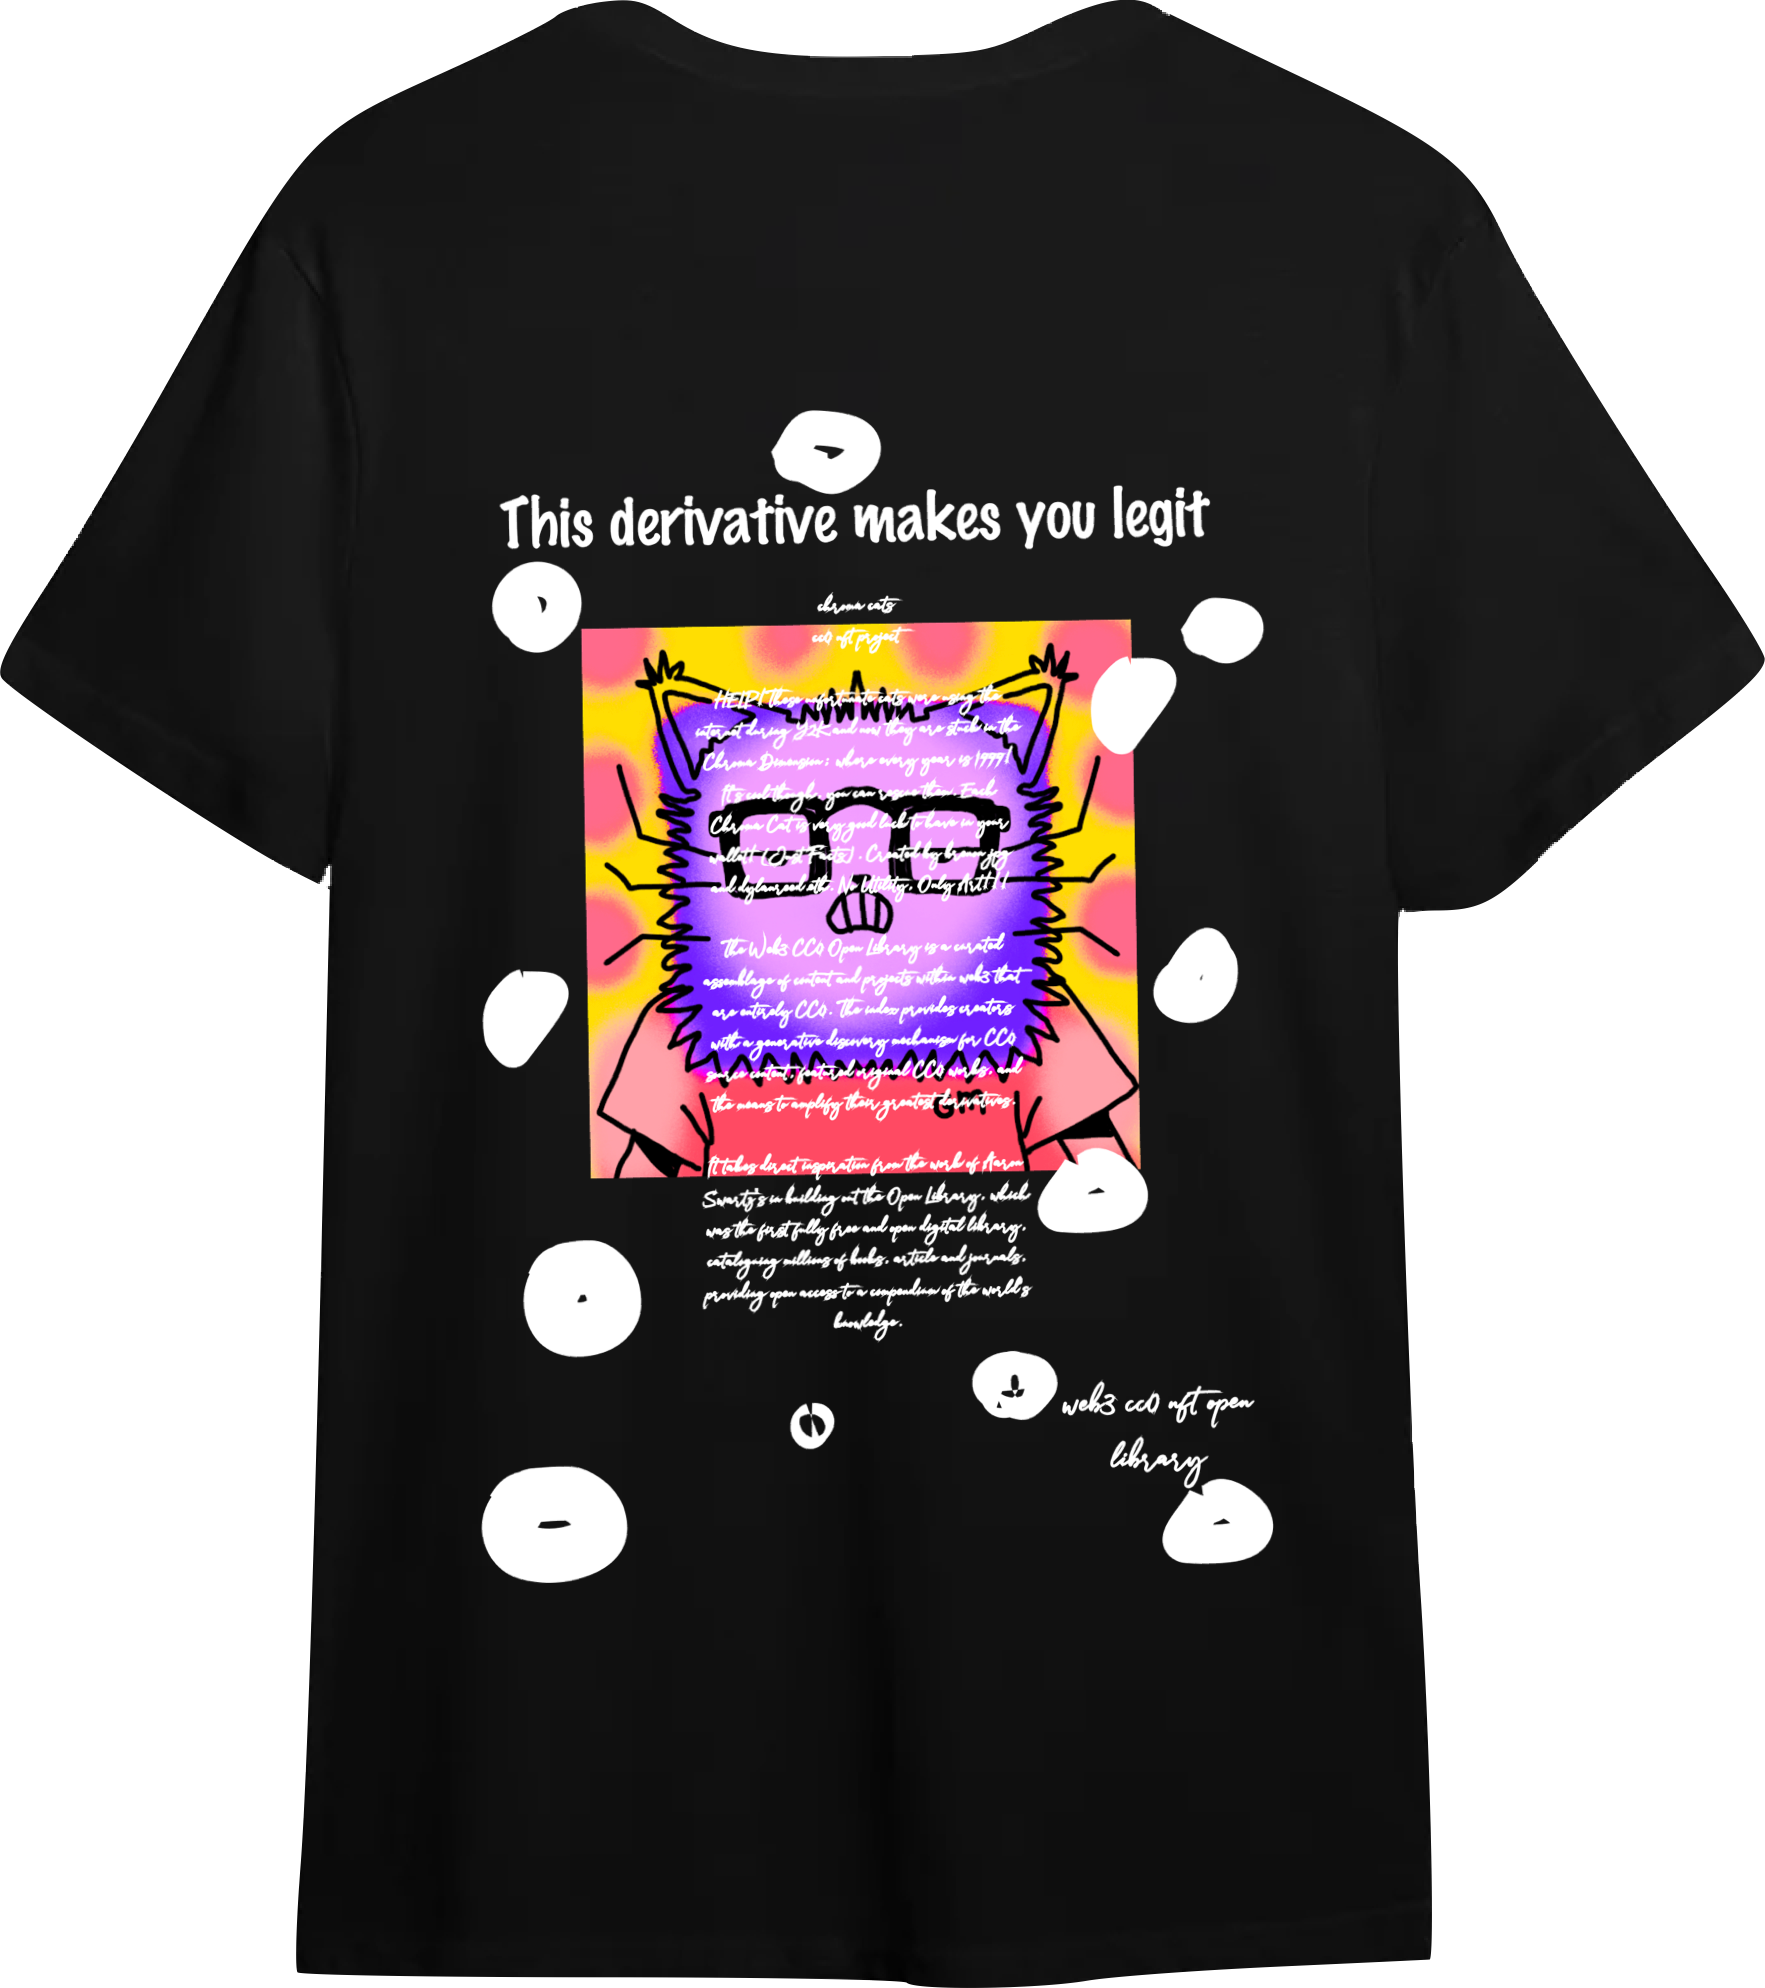 This derivative makes you legit
chroma cats
cc0 nft project
HELP! These unfortunate cats were using the
internet during Y2K and now they are stuck in the
Chroma Dimension; where every year is 1999!
It's cool though, you can rescue them. Each
Chroma Cat is very good luck to have in your
wallet! (Just Facts). Created by brown.jpg
and dylanreed.eth. No Utility. Only Art!!!
The Web3 CC0 Open Library is a curated
assemblage of content and projects within web3 that
are entirely CC0. The index provides creators
with a generative discovery mechanism for CC0
source content, featured original CC0 works, and
the means to amplify their greatest derivatives.
GM
It takes direct inspiration from the work of Aaron
Swartz's in building out the Open Library, which
was the first fully free and open digital library,
cataloguing millions of books, article and journals,
providing open access to a compendium of the world's
knowledge.
web3 cc0 nft open
library